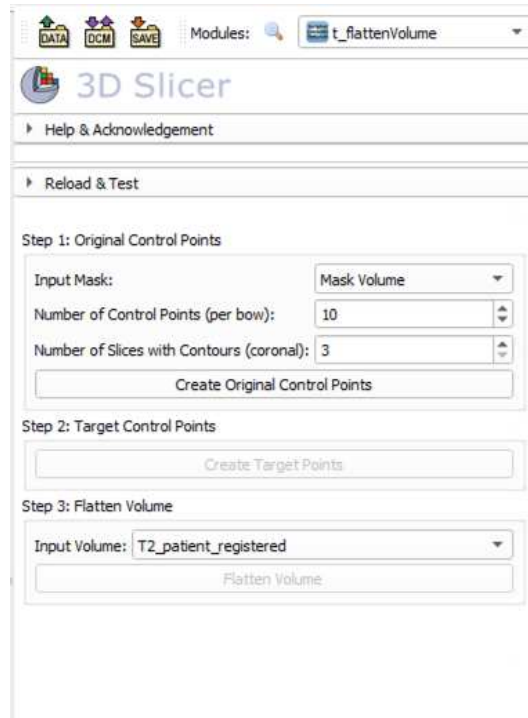 DATA DCM SAVE Modules: t_flattenVolume
3D Slicer
Help & Acknowledgement
Reload & Test
Step 1: Original Control Points
Input Mask: Mask Volume
Number of Control Points (per bow): 10
Number of Slices with Contours (coronal): 3
Create Original Control Points
Step 2: Target Control Points
Create Target Points
Step 3: Flatten Volume
Input Volume: T2_patient_registered
Flatten Volume